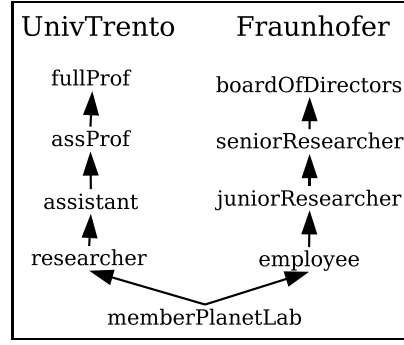 UnivTrento
Fraunhofer
fullProf
boardOfDirectors
assProf
seniorResearcher
assistant
juniorResearcher
researcher
employee
memberPlanetLab